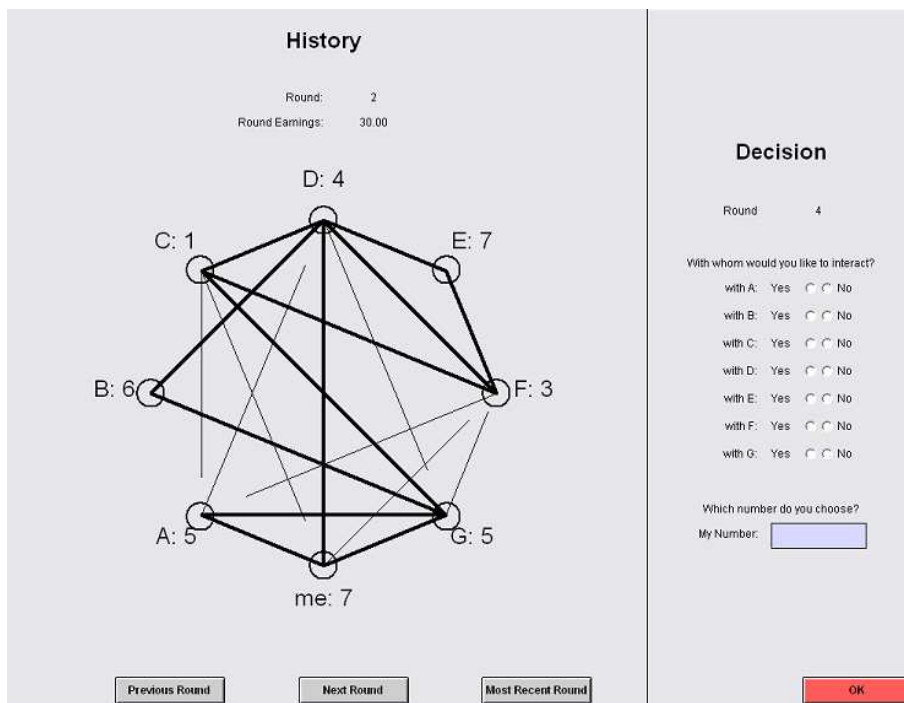 History
Round: 2
Round Earnings: 30.00
D: 4
C: 1
E: 7
B: 6
F: 3
A: 5
G: 5
me: 7
Previous Round
Next Round
Most Recent Round
Decision
Round 4
With whom would you like to interact?
with A: Yes No
with B: Yes No
with C: Yes No
with D: Yes No
with E: Yes No
with F: Yes No
with G: Yes No
Which number do you choose?
My Number:
OK